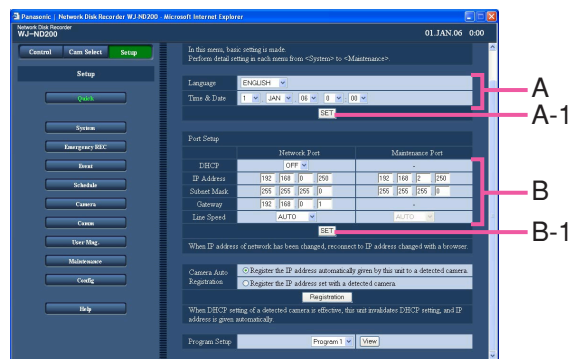 Panasonic | Network Disk Recorder WJ-ND200 - Microsoft Internet Explorer
Network Disk Recorder
WJ-ND200
01.JAN.06 0:00
Control Cam Select Setup
Setup
Quick
System
Emergency REC
Event
Schedule
Camera
Comm
User Mng.
Maintenance
Config
Help
In this menu, basic setting is made.
Perform detail setting in each menu from <System> to <Maintenance>.
Language ENGLISH
Time & Date 1 JAN 06 0 00
SET
Port Setup
Network Port Maintenance Port
DHCP OFF -
IP Address 192 168 0 250 192 168 2 250
Subnet Mask 255 255 255 0 255 255 255 0
Gateway 192 168 0 1 -
Line Speed AUTO AUTO
SET
When IP address of network has been changed, reconnect to IP address changed with a browser.
Camera Auto Registration
Register the IP address automatically given by this unit to a detected camera.
Register the IP address set with a detected camera
Registration
When DHCP setting of a detected camera is effective, this unit invalidates DHCP setting, and IP
address is given automatically.
Program Setup Program 1 View
A
A-1
B
B-1